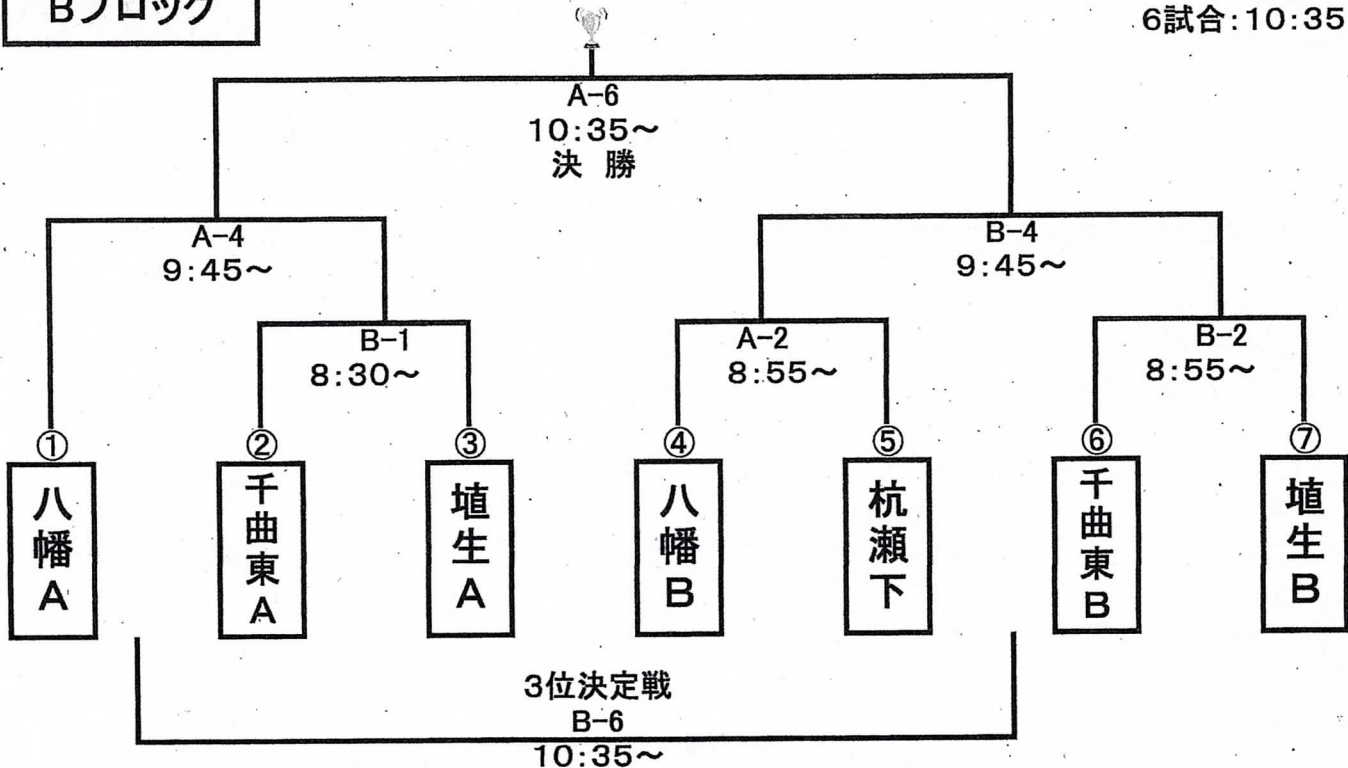 Bブロック
6試合:10:35
A-6
10:35～
決 勝
A-4
9:45～
B-4
9:45～
B-1
8:30～
A-2
8:55～
B-2
8:55～
①
②
③
④
⑤
⑥
⑦
八幡A
千曲東A
埴生A
八幡B
杭瀬下
千曲東B
埴生B
3位決定戦
B-6
10:35～